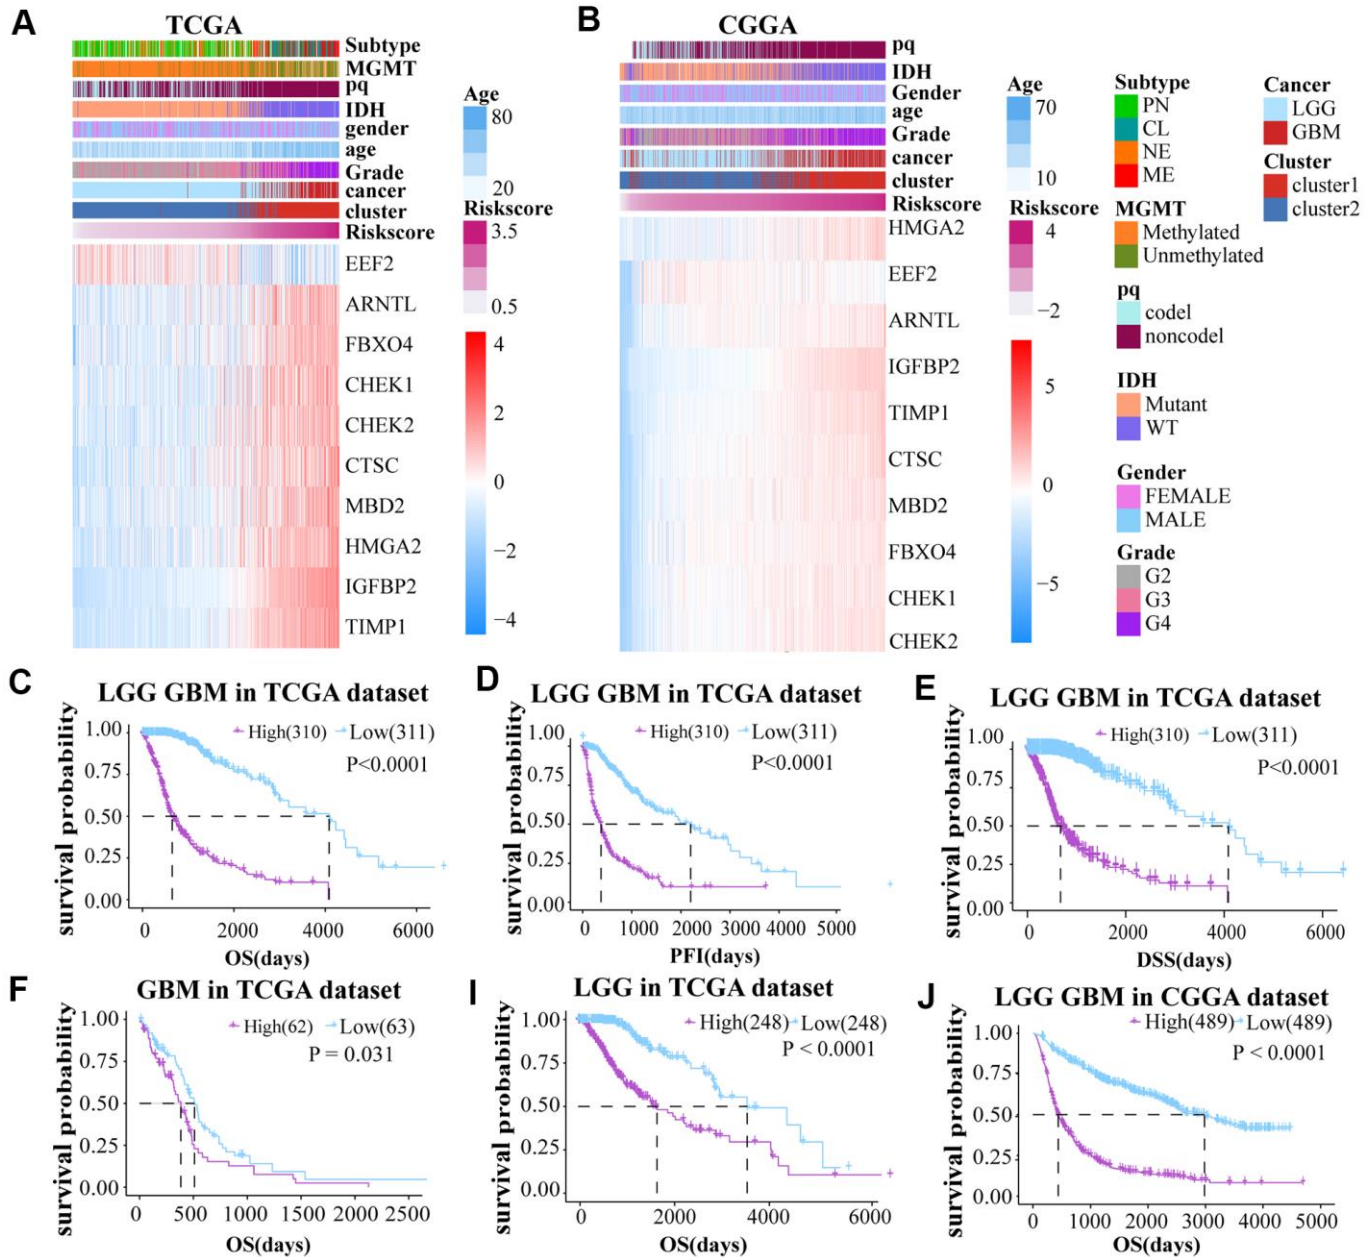 A
TCGA
Subtype
MGMT
pq
IDH
gender
age
Grade
cancer
cluster
Riskscore
EEF2
ARNTL
FBXO4
CHEK1
CHEK2
CTSC
MBD2
HMGA2
IGFBP2
TIMP1
Age
80
20
Riskscore
3.5
0.5
4
2
0
−2
−4
B
CGGA
pq
IDH
Gender
age
Grade
cancer
cluster
Riskscore
HMGA2
EEF2
ARNTL
IGFBP2
TIMP1
CTSC
MBD2
FBXO4
CHEK1
CHEK2
Age
70
10
Riskscore
4
−2
5
0
−5
Subtype
PN
CL
NE
ME
MGMT
Methylated
Unmethylated
pq
codel
noncodel
IDH
Mutant
WT
Gender
FEMALE
MALE
Grade
G2
G3
G4
Cancer
LGG
GBM
Cluster
cluster1
cluster2
C
LGG GBM in TCGA dataset
High(310) Low(311)
P<0.0001
survival probability
1.00
0.75
0.50
0.25
0.00
0 2000 4000 6000
OS(days)
D
LGG GBM in TCGA dataset
High(310) Low(311)
P<0.0001
survival probability
1.00
0.75
0.50
0.25
0.00
0 1000 2000 3000 4000 5000
PFI(days)
E
LGG GBM in TCGA dataset
High(310) Low(311)
P<0.0001
survival probability
1.00
0.75
0.50
0.25
0.00
0 2000 4000 6000
DSS(days)
F
GBM in TCGA dataset
High(62) Low(63)
P = 0.031
survival probability
1.00
0.75
0.50
0.25
0.00
0 500 1000 1500 2000 2500
OS(days)
I
LGG in TCGA dataset
High(248) Low(248)
P < 0.0001
survival probability
1.00
0.75
0.50
0.25
0.00
0 2000 4000 6000
OS(days)
J
LGG GBM in CGGA dataset
High(489) Low(489)
P < 0.0001
survival probability
1.00
0.75
0.50
0.25
0.00
0 1000 2000 3000 4000 5000
OS(days)